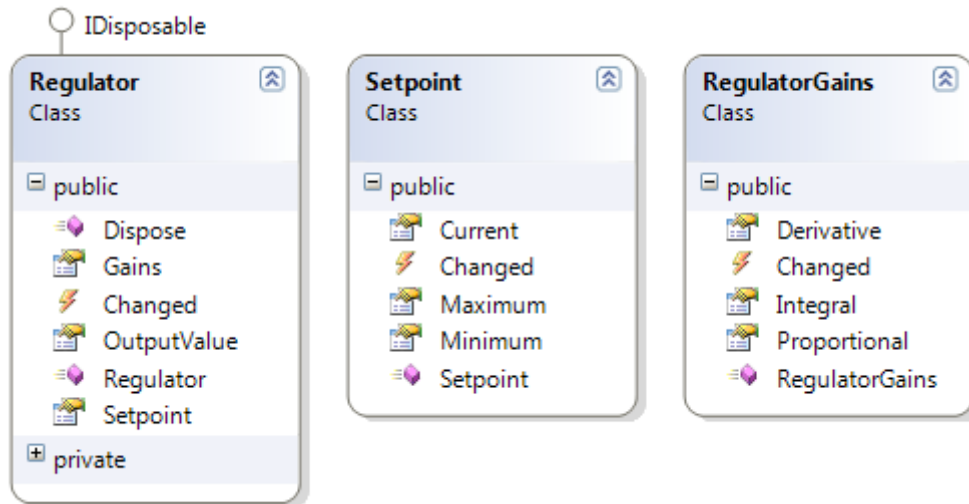 IDisposable
Regulator
Class
public
Dispose
Gains
Changed
OutputValue
Regulator
Setpoint
private
Setpoint
Class
public
Current
Changed
Maximum
Minimum
Setpoint
RegulatorGains
Class
public
Derivative
Changed
Integral
Proportional
RegulatorGains